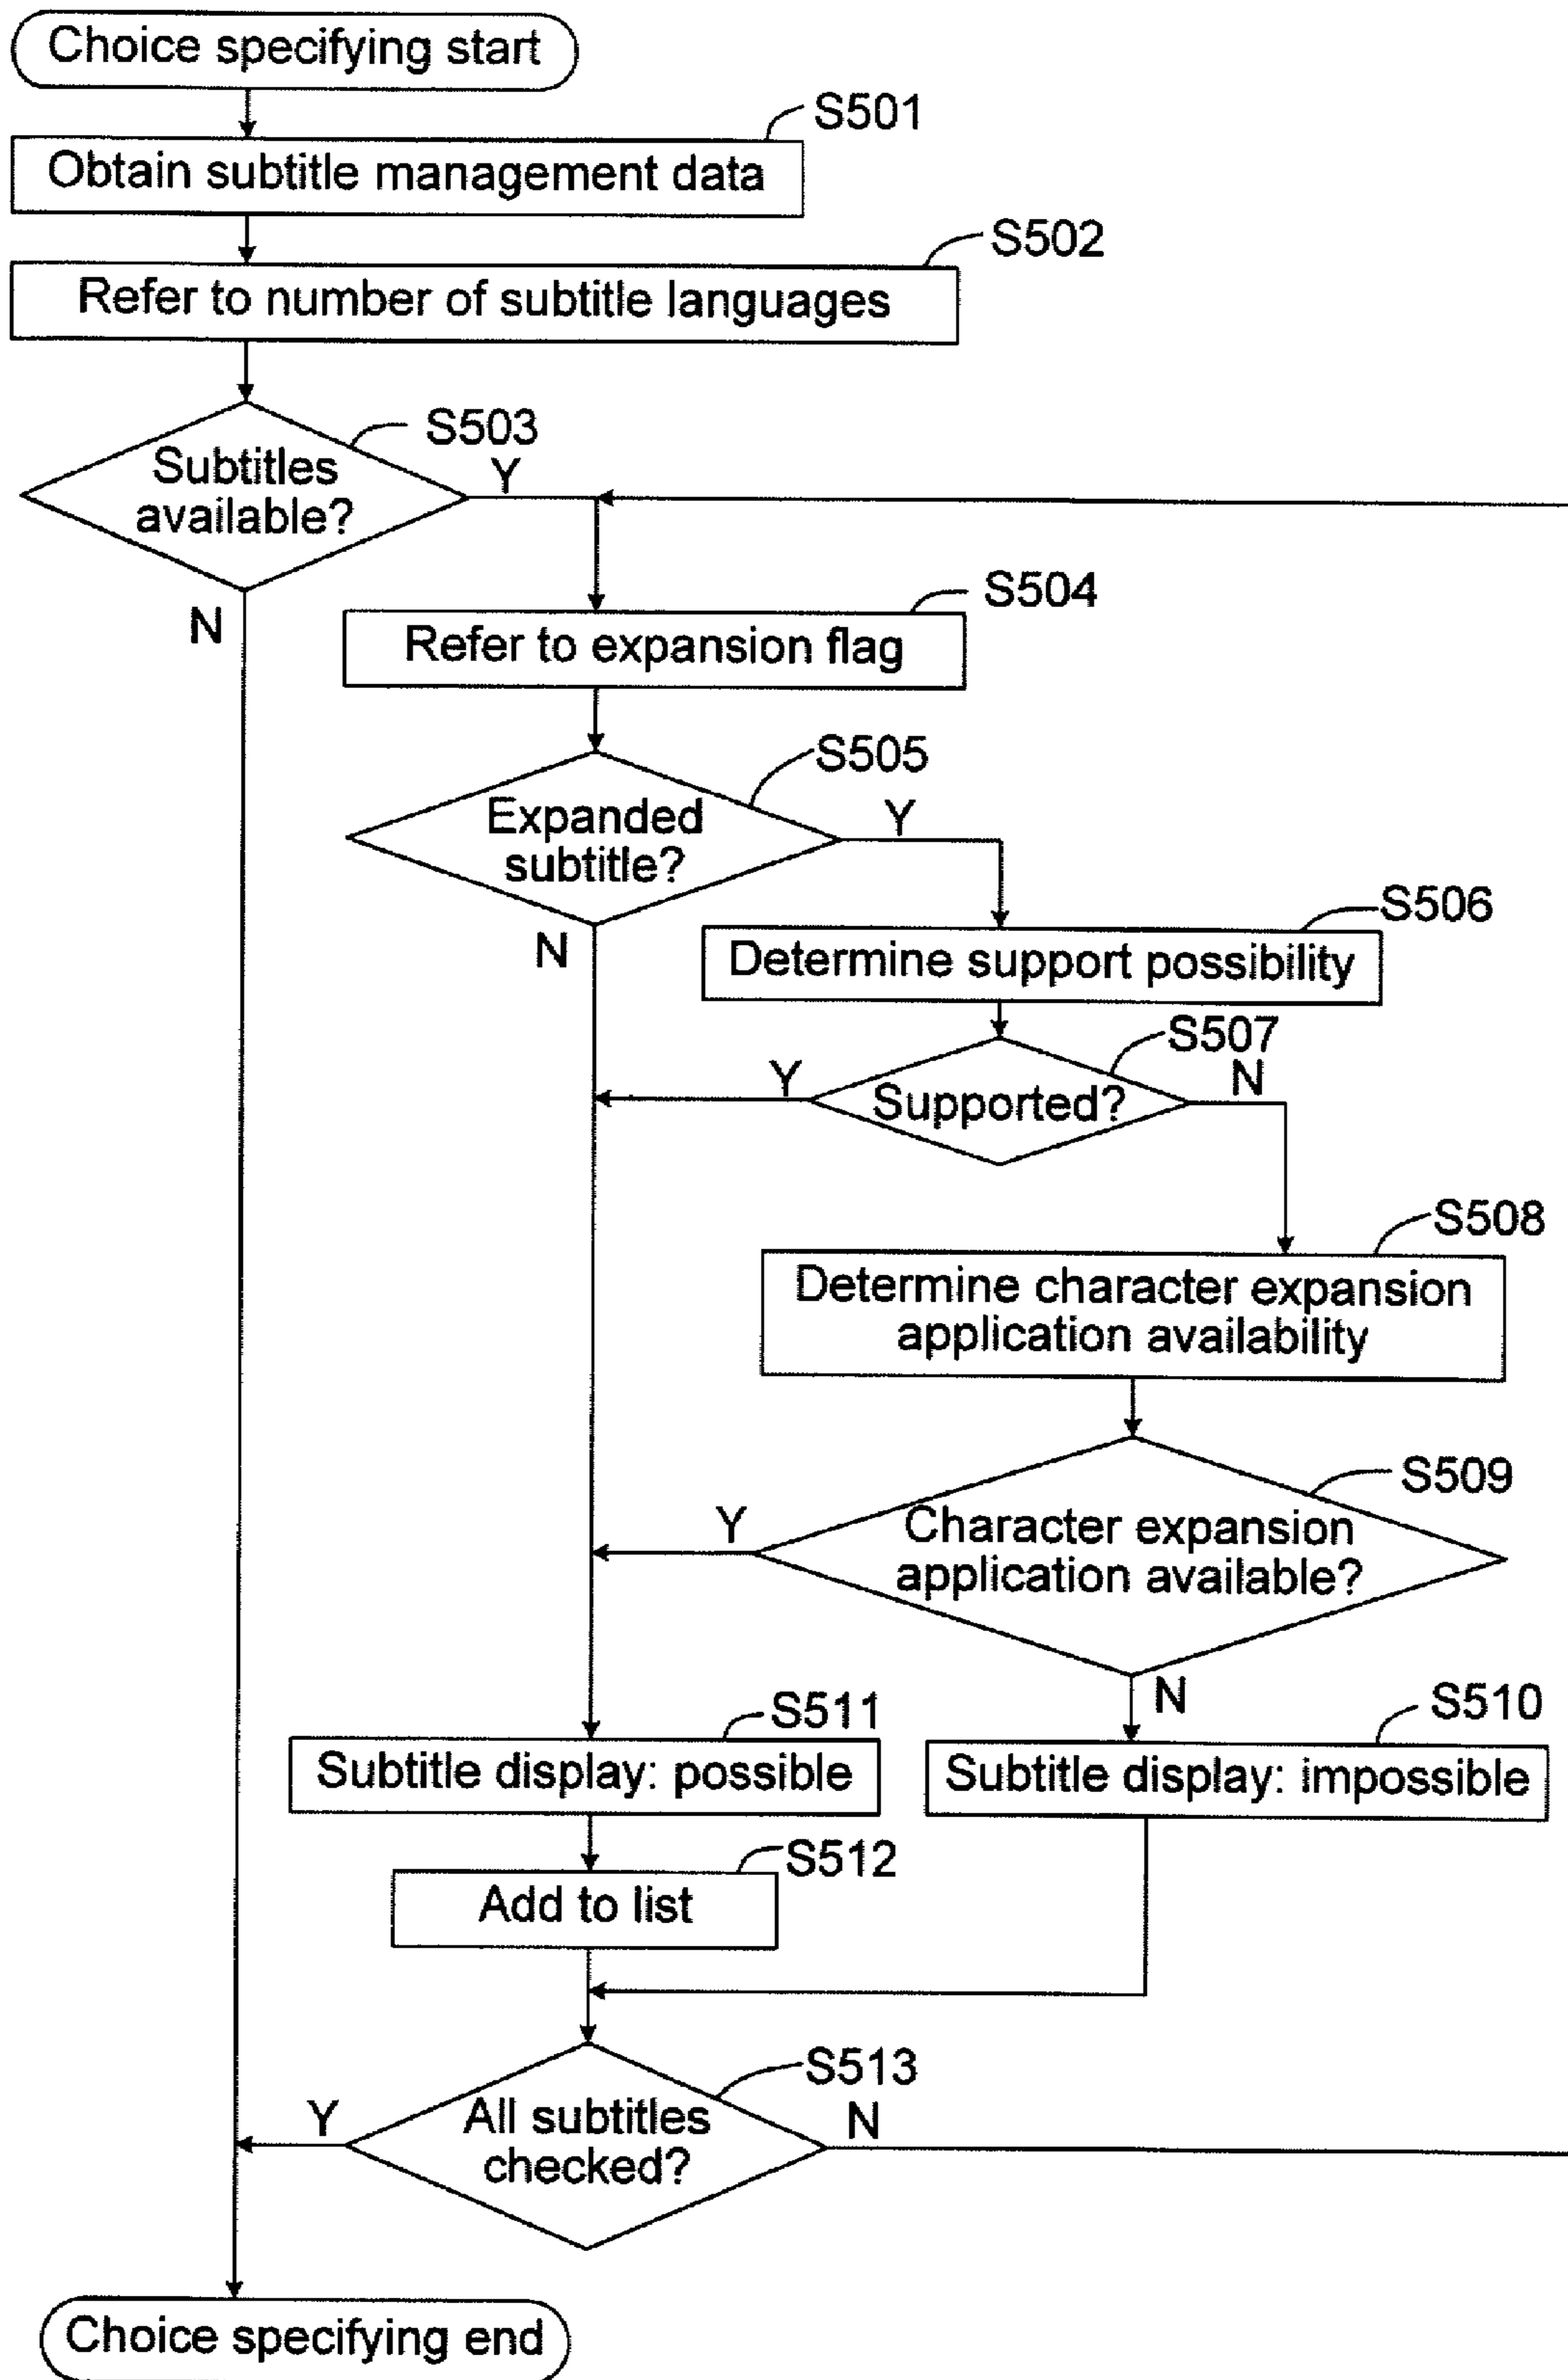 Choice specifying start
S501
Obtain subtitle management data
S502
Refer to number of subtitle languages
S503
Subtitles
available?
Y
N
S504
Refer to expansion flag
S505
Expanded
subtitle?
Y
N
S506
Determine support possibility
S507
Supported?
Y
N
S508
Determine character expansion
application availability
S509
Character expansion
application available?
Y
N
S511
Subtitle display: possible
S510
Subtitle display: impossible
S512
Add to list
S513
All subtitles
checked?
Y
N
Choice specifying end